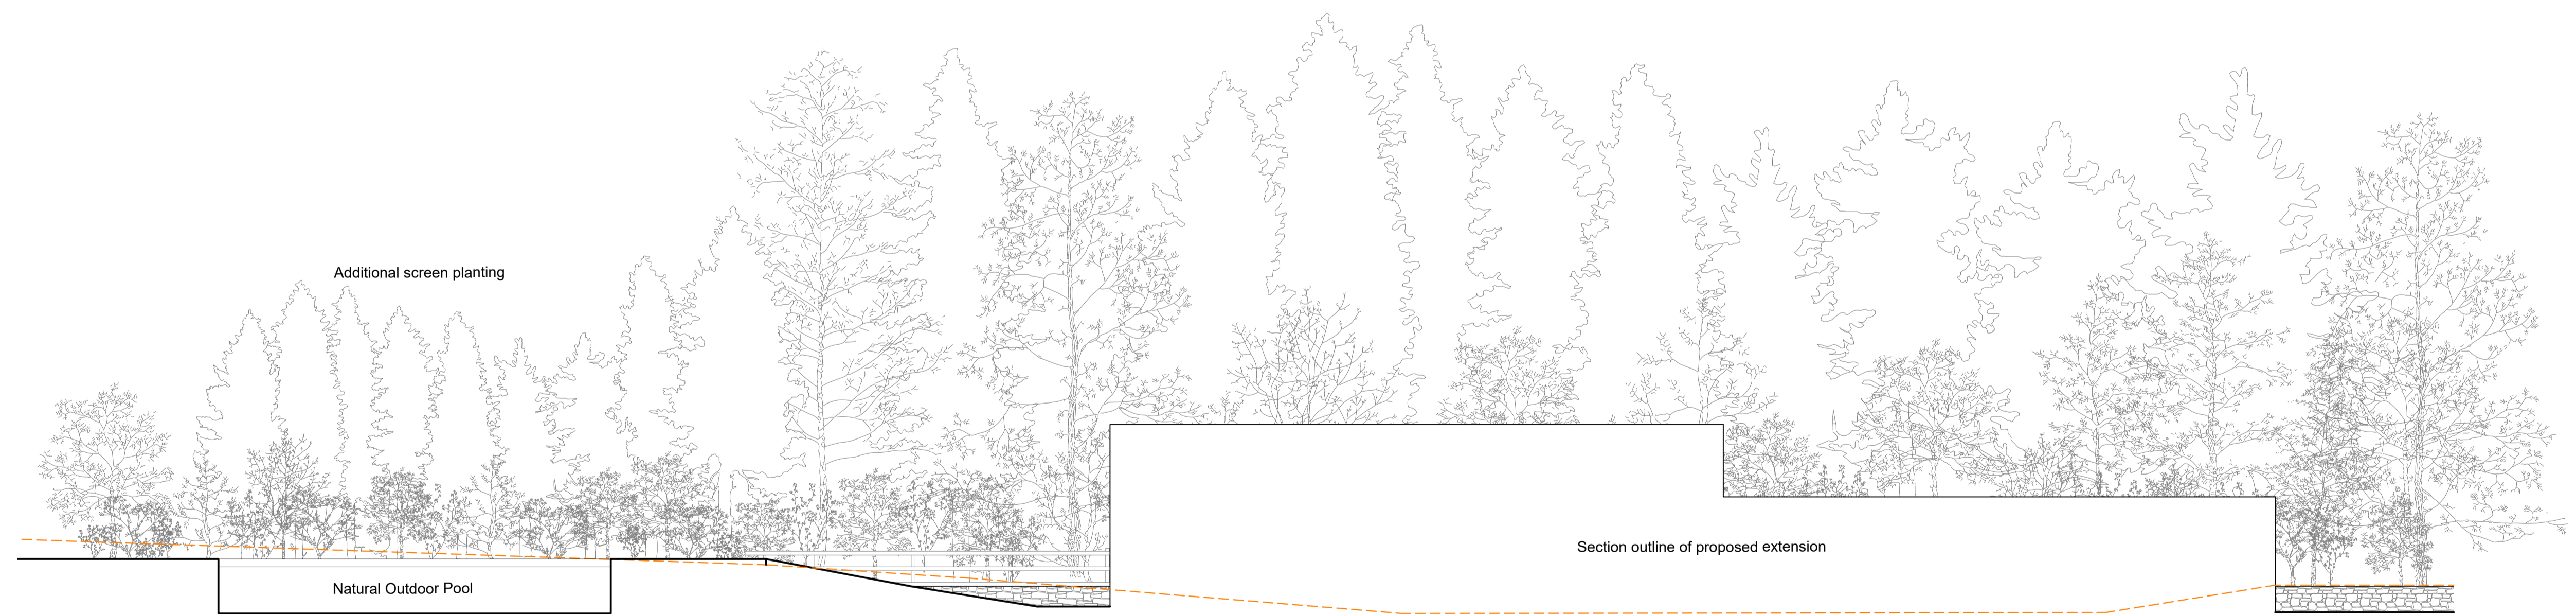 Additional screen planting
Section outline of proposed extension
Natural Outdoor Pool